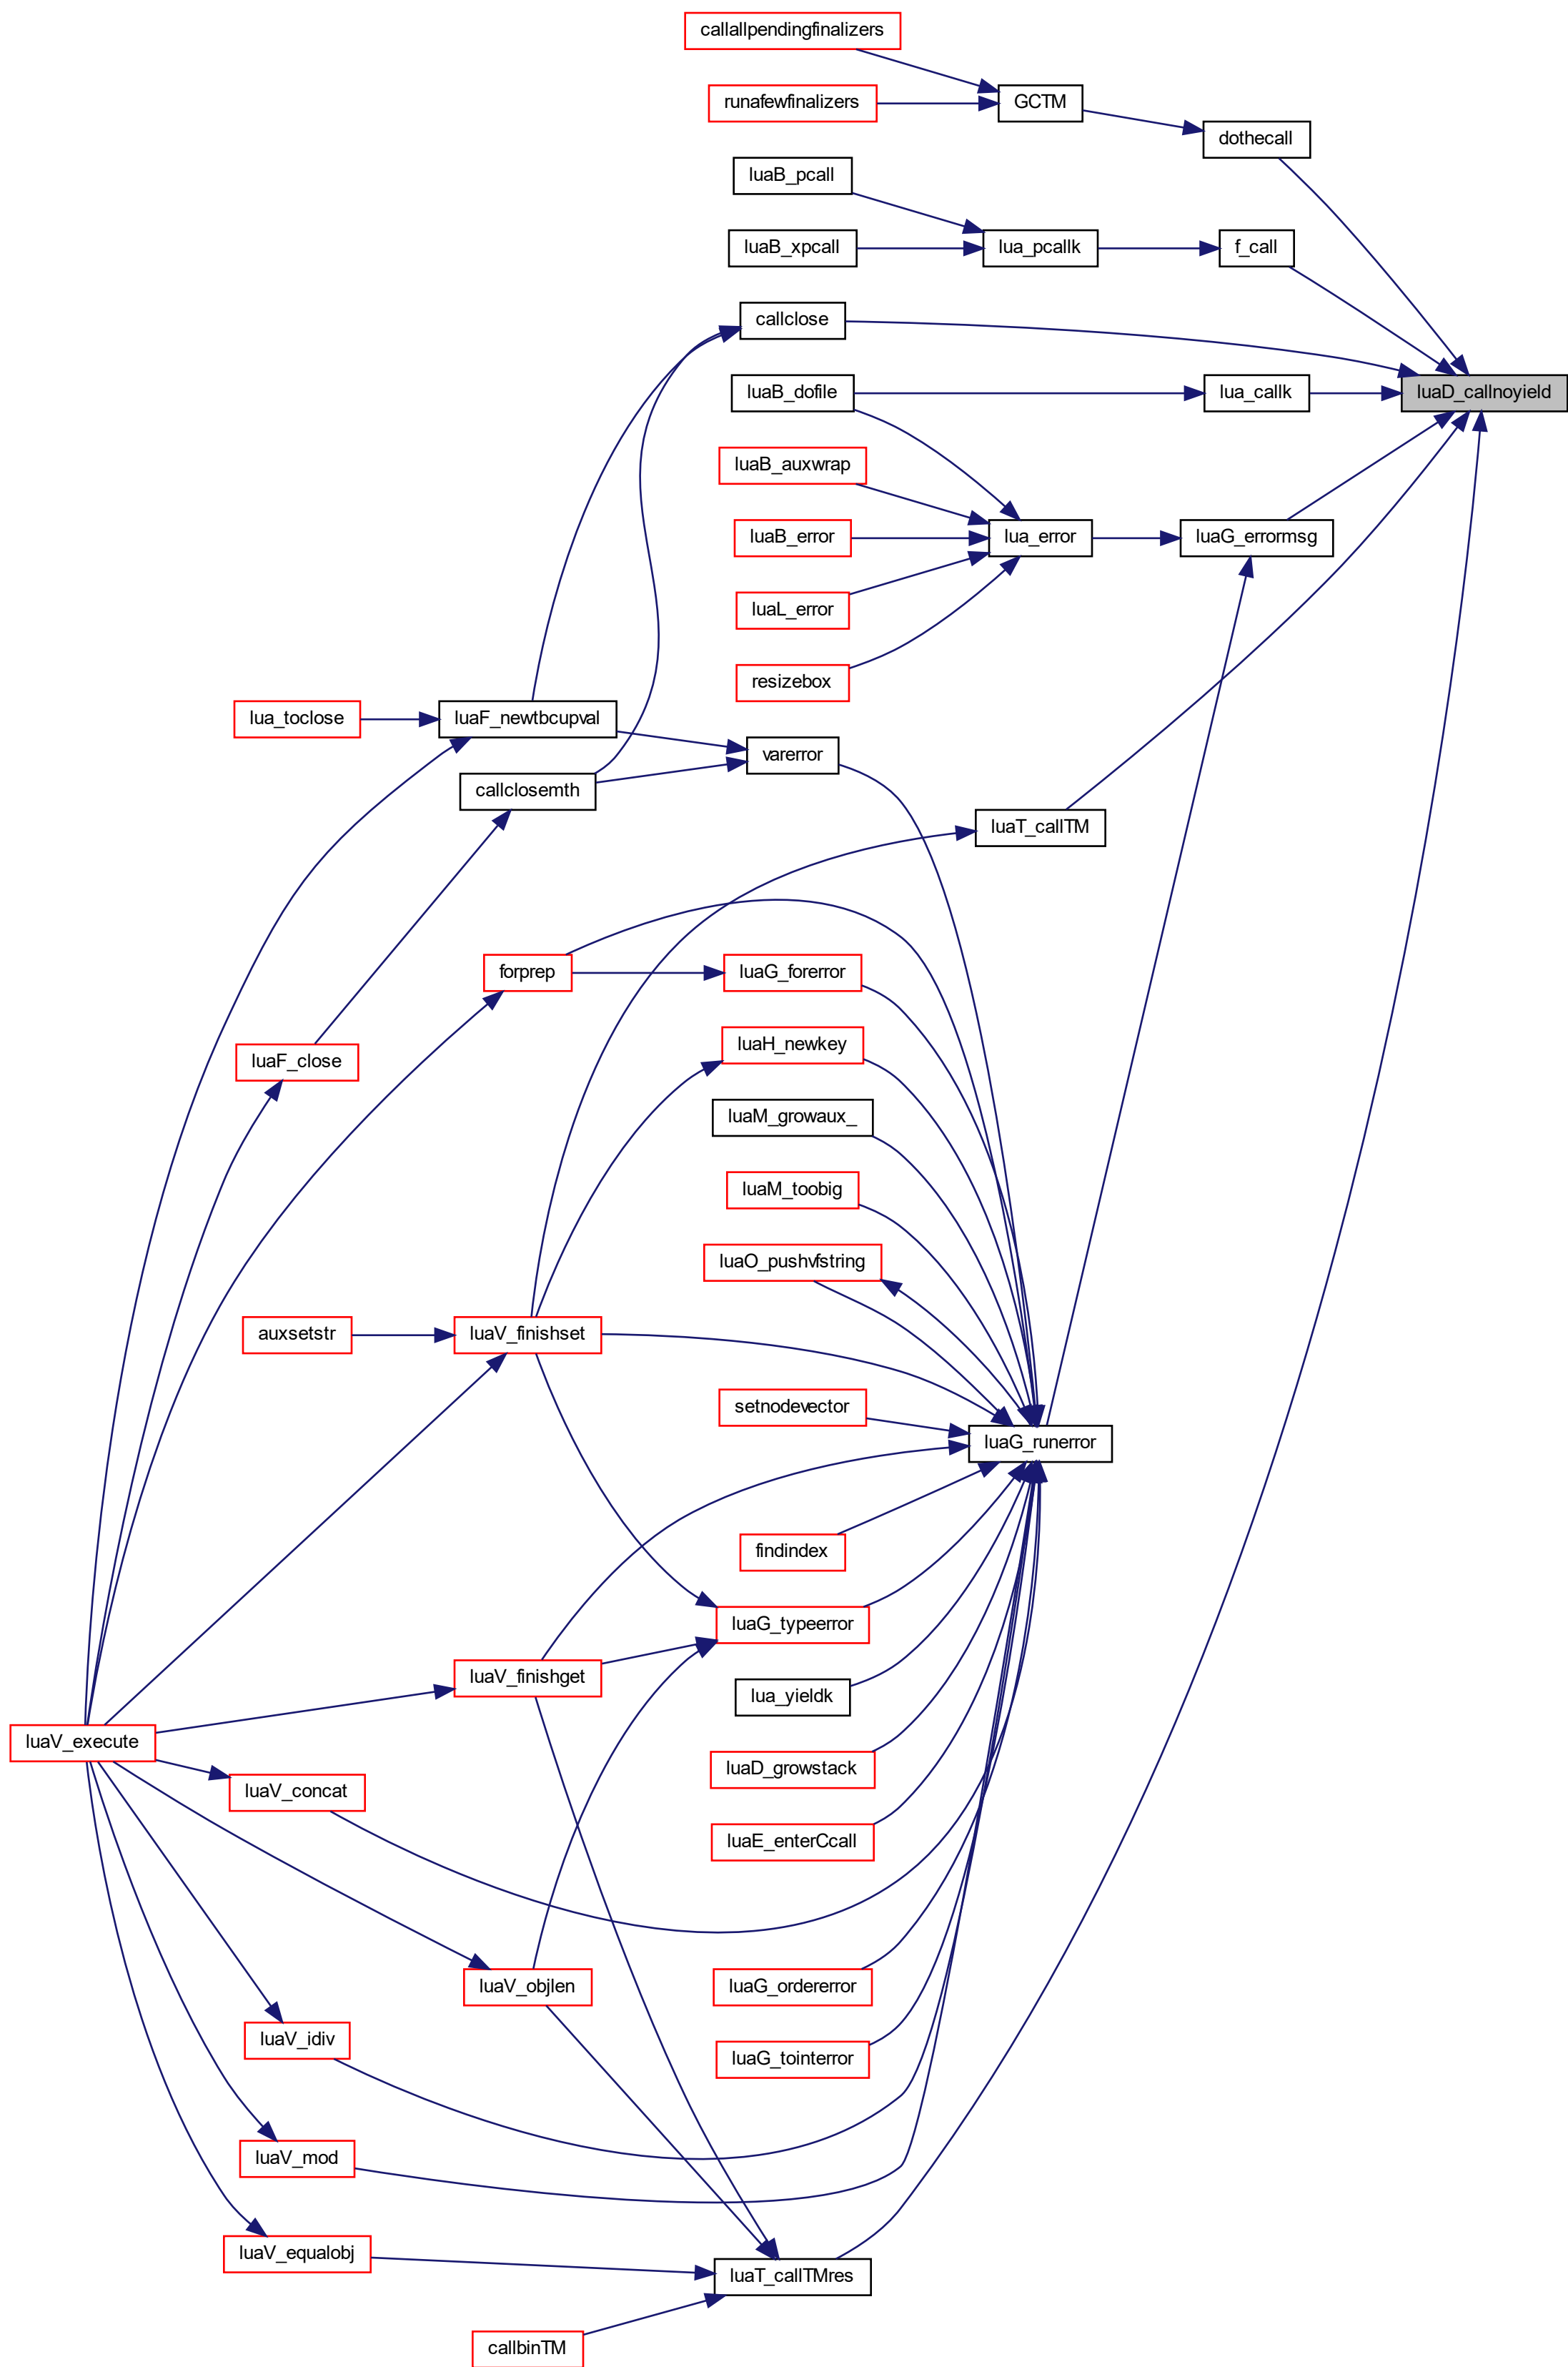 callallpendingfinalizers
runafewfinalizers
GCTM
dothecall
luaB_pcall
luaB_xpcall
lua_pcallk
f_call
callclose
luaB_dofile
lua_callk
luaD_callnoyield
luaB_auxwrap
luaB_error
lua_error
luaG_errormsg
luaL_error
resizebox
lua_toclose
luaF_newtbcupval
varerror
callclosemth
luaT_callTM
forprep
luaG_forerror
luaF_close
luaH_newkey
luaM_growaux_
luaM_toobig
luaO_pushvfstring
auxsetstr
luaV_finishset
setnodevector
luaG_runerror
findindex
luaG_typeerror
luaV_finishget
lua_yieldk
luaV_execute
luaD_growstack
luaV_concat
luaE_enterCcall
luaV_objlen
luaG_ordererror
luaV_idiv
luaG_tointerror
luaV_mod
luaV_equalobj
luaT_callTMres
callbinTM